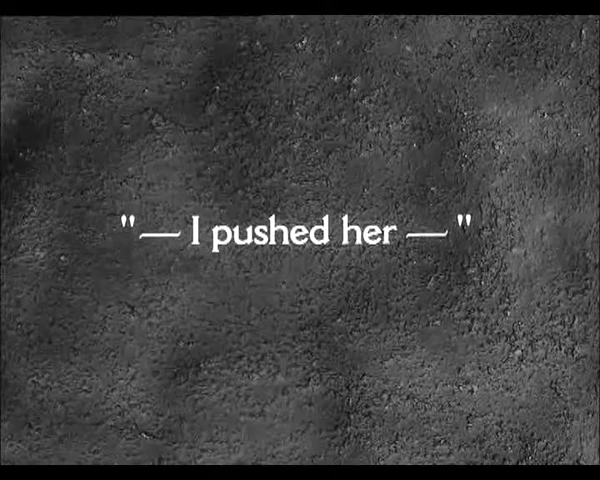 "— I pushed her —"